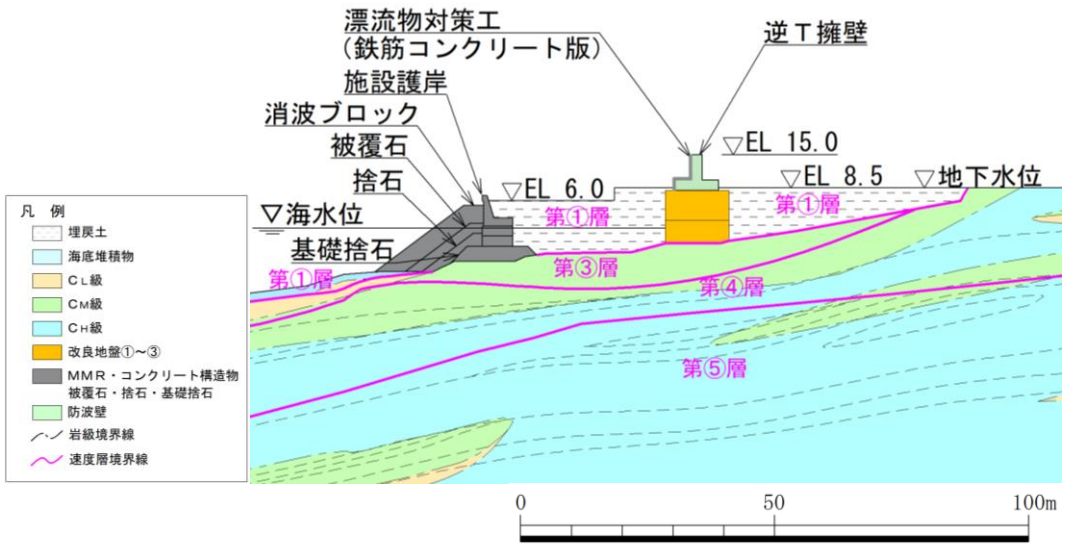 漂流物対策工
(鉄筋コンクリート版)
逆T擁壁
施設護岸
消波ブロック
被覆石
捨石
▽EL 15.0
▽EL 6.0
▽EL 8.5
▽地下水位
▽海水位
基礎捨石
第①層
第①層
第①層
第③層
第④層
第⑤層
凡 例
埋戻土
海底堆積物
CL級
CM級
CH級
改良地盤①～③
MMR・コンクリート構造物
被覆石・捨石・基礎捨石
防波壁
岩級境界線
速度層境界線
0 50 100m